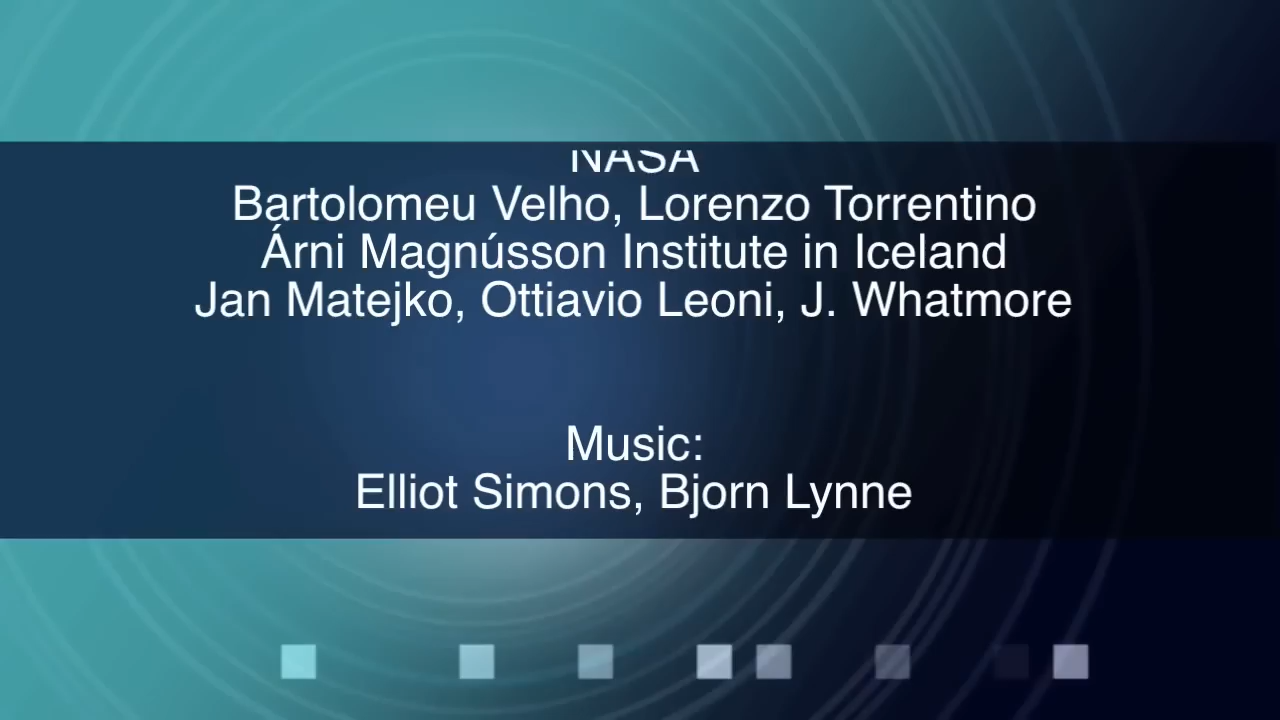 NASA
Bartolomeu Velho, Lorenzo Torrentino
Árni Magnússon Institute in Iceland
Jan Matejko, Ottiavio Leoni, J. Whatmore
Music:
Elliot Simons, Bjorn Lynne